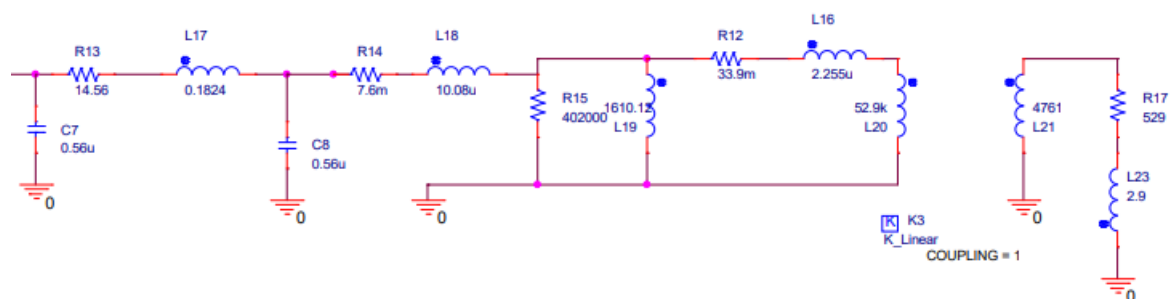 R13
14.56
L17
0.1824
C7
0.56u
0
C8
0.56u
0
R14
7.6m
L18
10.08u
R15
402000
0
1610.12
L19
R12
33.9m
L16
2.255u
52.9k
L20
4761
L21
0
R17
529
L23
2.9
0
K K3
K_Linear
COUPLING = 1